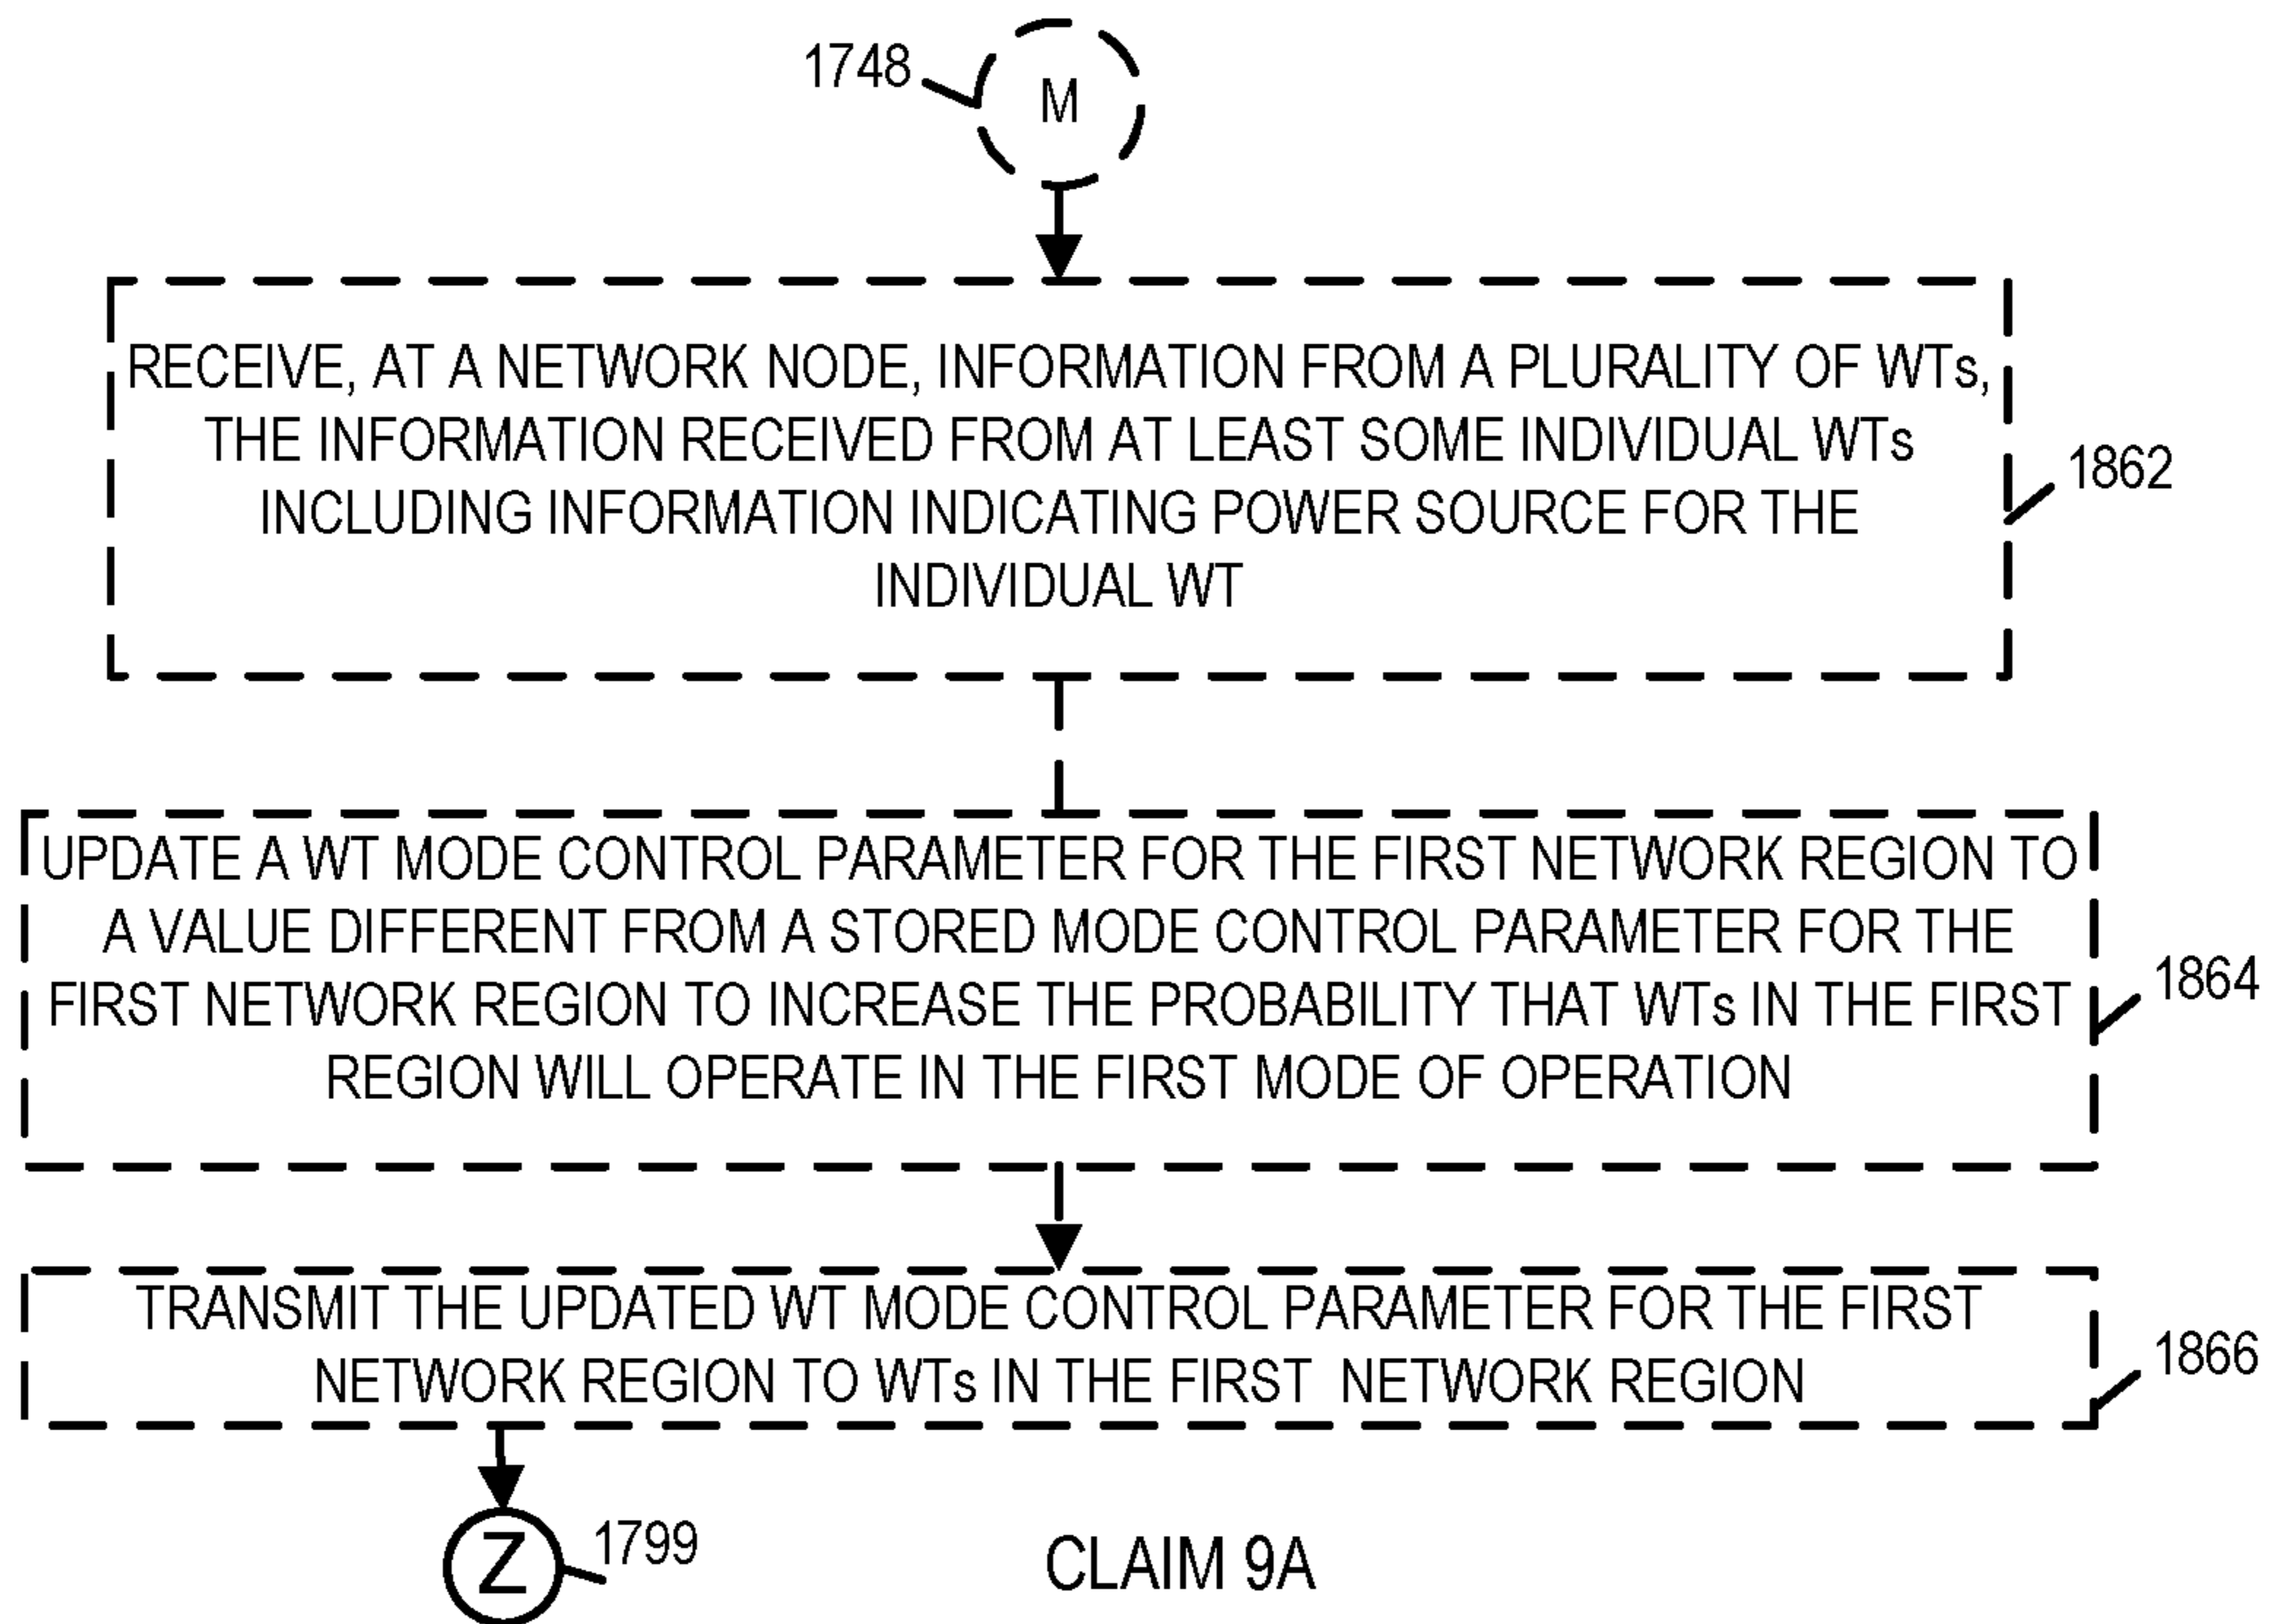 1748
M
RECEIVE, AT A NETWORK NODE, INFORMATION FROM A PLURALITY OF WTs,
THE INFORMATION RECEIVED FROM AT LEAST SOME INDIVIDUAL WTs
INCLUDING INFORMATION INDICATING POWER SOURCE FOR THE
INDIVIDUAL WT
1862
UPDATE A WT MODE CONTROL PARAMETER FOR THE FIRST NETWORK REGION TO
A VALUE DIFFERENT FROM A STORED MODE CONTROL PARAMETER FOR THE
FIRST NETWORK REGION TO INCREASE THE PROBABILITY THAT WTs IN THE FIRST
REGION WILL OPERATE IN THE FIRST MODE OF OPERATION
1864
TRANSMIT THE UPDATED WT MODE CONTROL PARAMETER FOR THE FIRST
NETWORK REGION TO WTs IN THE FIRST NETWORK REGION
1866
Z
1799
CLAIM 9A